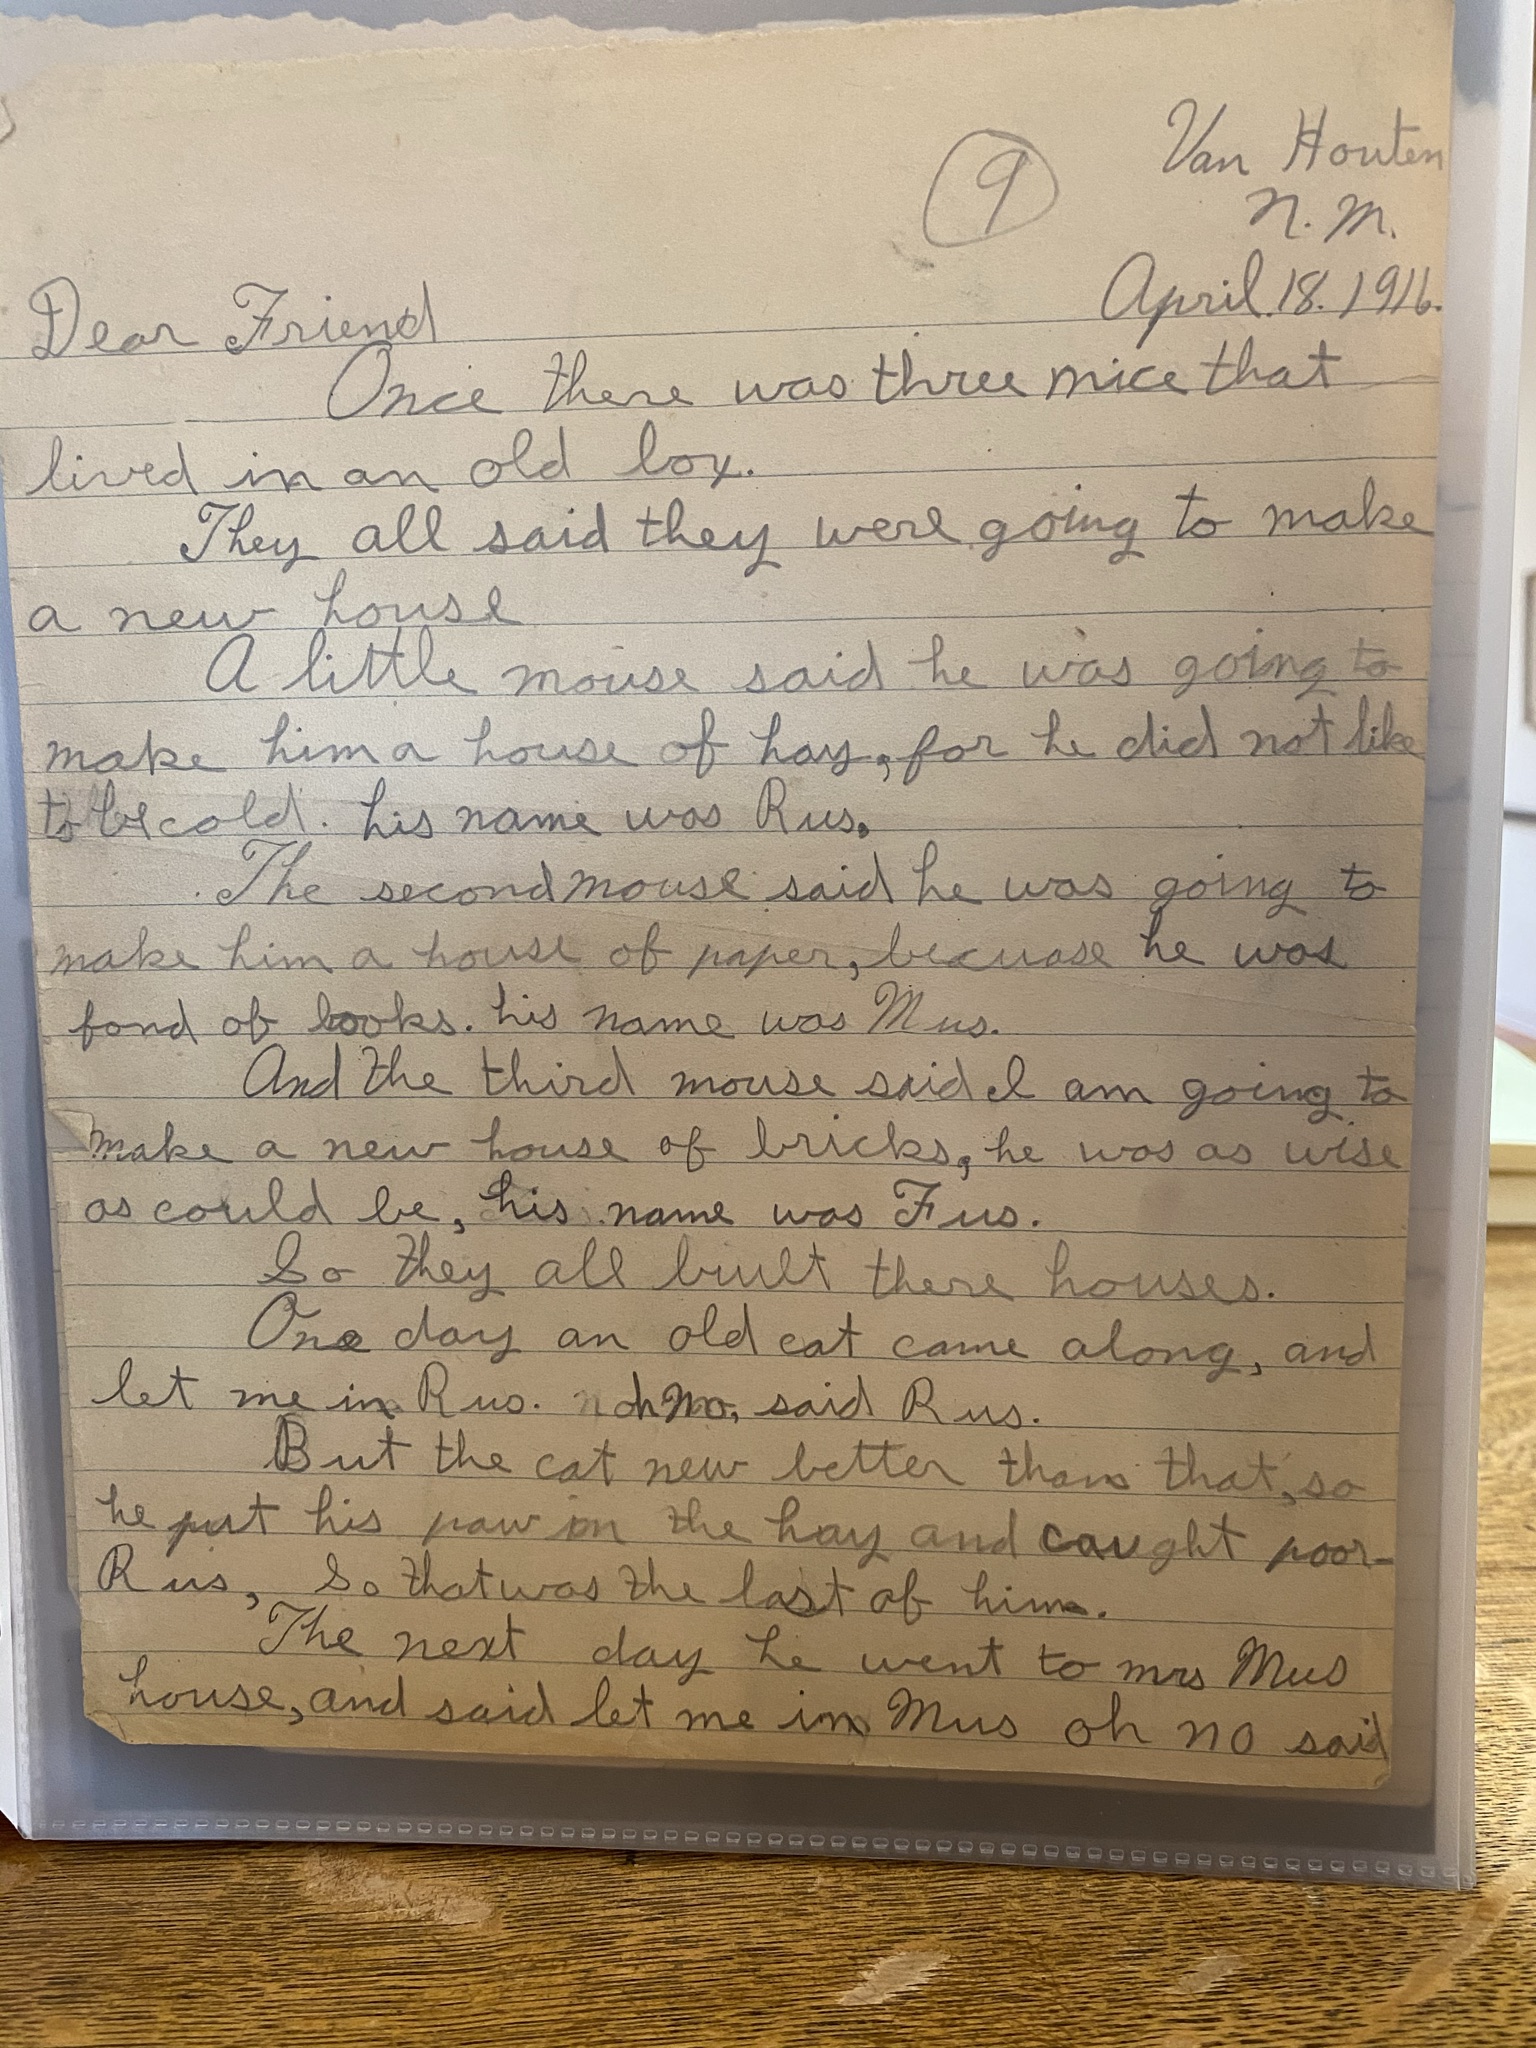 9
Van Houten
N. M.
April. 18. 1916.
Dear Friend
Once there was three mice that
lived in an old box.
They all said they were going to make
a new house
A little mouse said he was going to
make him a house of hay, for he did not like
to be cold. his name was Rus.
The second mouse said he was going to
make him a house of paper, becuase he was
fond of books. his name was Mus.
And the third mouse said I am going to
make a new house of bricks, he was as wise
as could be, his name was Fus.
So they all built there houses.
One day an old cat came along, and
let me in Rus. oh no, said Rus.
But the cat new better than that, so
he put his paw in the hay and caught poor
Rus, So that was the last of him.
The next day he went to mrs Mus
house, and said let me in Mus oh no said